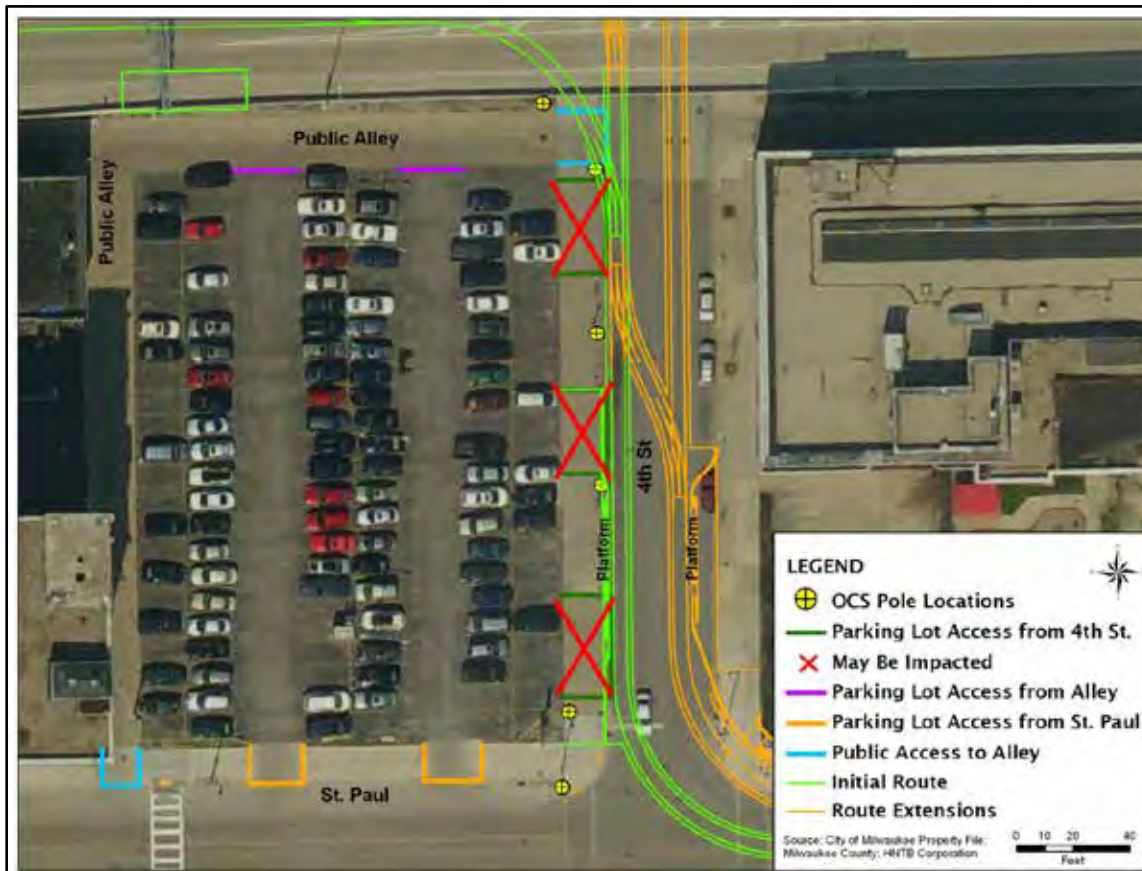 Public Alley
Public Alley
4th St
Platform
Platform
St. Paul
LEGEND
OCS Pole Locations
Parking Lot Access from 4th St.
May Be Impacted
Parking Lot Access from Alley
Parking Lot Access from St. Paul
Public Access to Alley
Initial Route
Route Extensions
Source: City of Milwaukee Property File;
Milwaukee County; HNTB Corporation
0 10 20 40
Feet